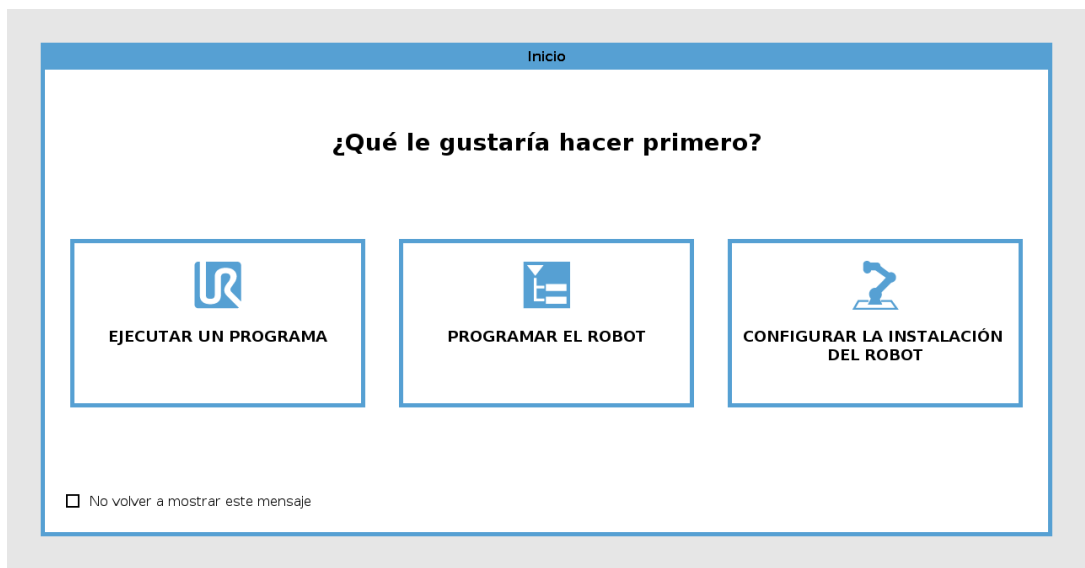 Inicio
¿Qué le gustaría hacer primero?
EJECUTAR UN PROGRAMA
PROGRAMAR EL ROBOT
CONFIGURAR LA INSTALACIÓN
DEL ROBOT
No volver a mostrar este mensaje